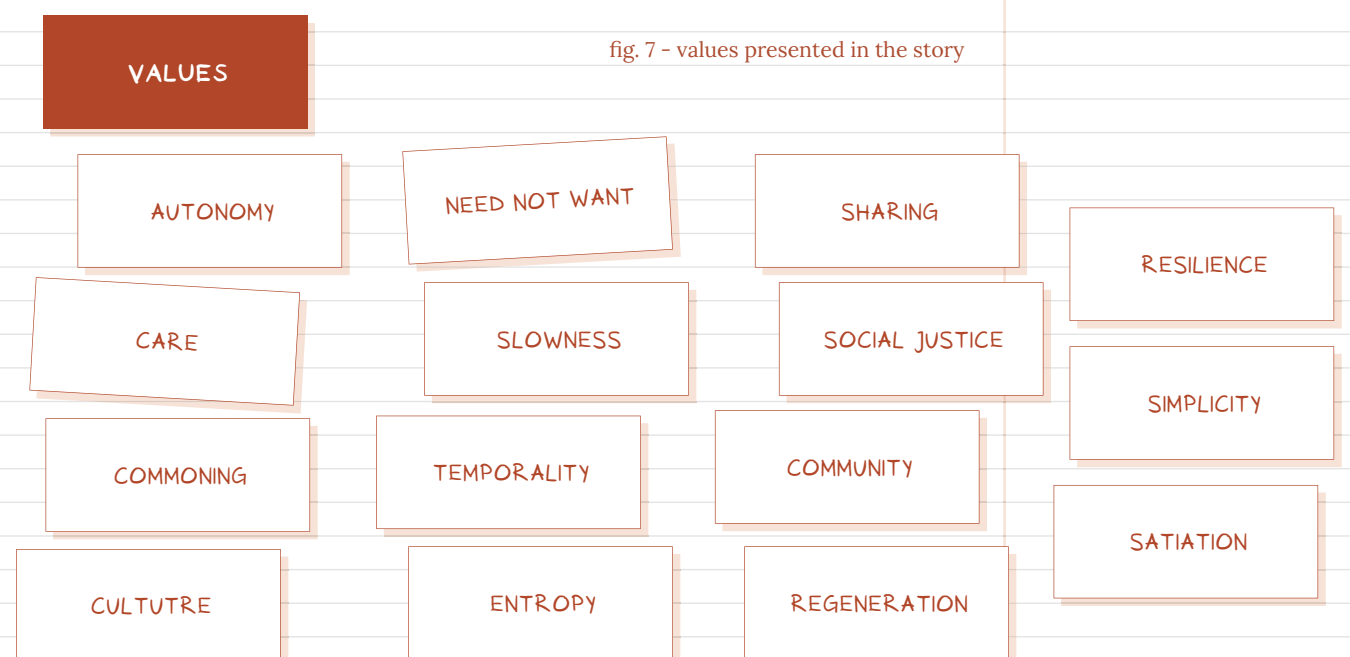 VALUES
fig. 7 - values presented in the story
AUTONOMY
NEED NOT WANT
SHARING
RESILIENCE
CARE
SLOWNESS
SOCIAL JUSTICE
SIMPLICITY
COMMONING
TEMPORALITY
COMMUNITY
SATIATION
CULTUTRE
ENTROPY
REGENERATION